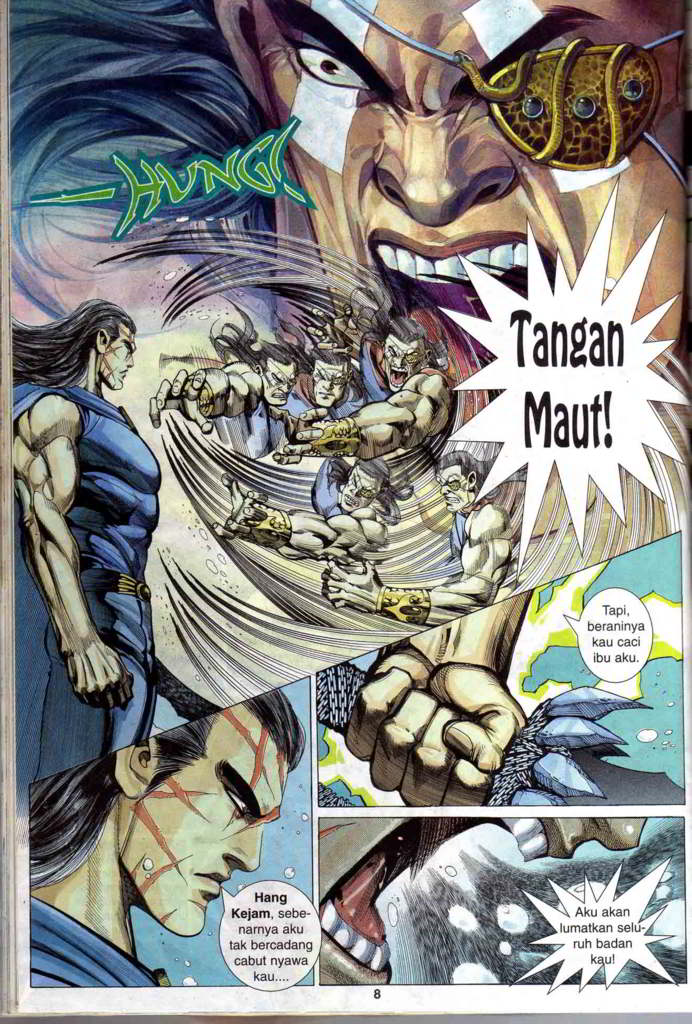 HUNG!
Tangan
Maut!
Tapi,
beraninya
kau caci
ibu aku.
Hang
Kejam, sebe-
narnya aku
tak bercadang
cabut nyawa
kau....
Aku akan
lumatkan selu-
ruh badan
kau!
8